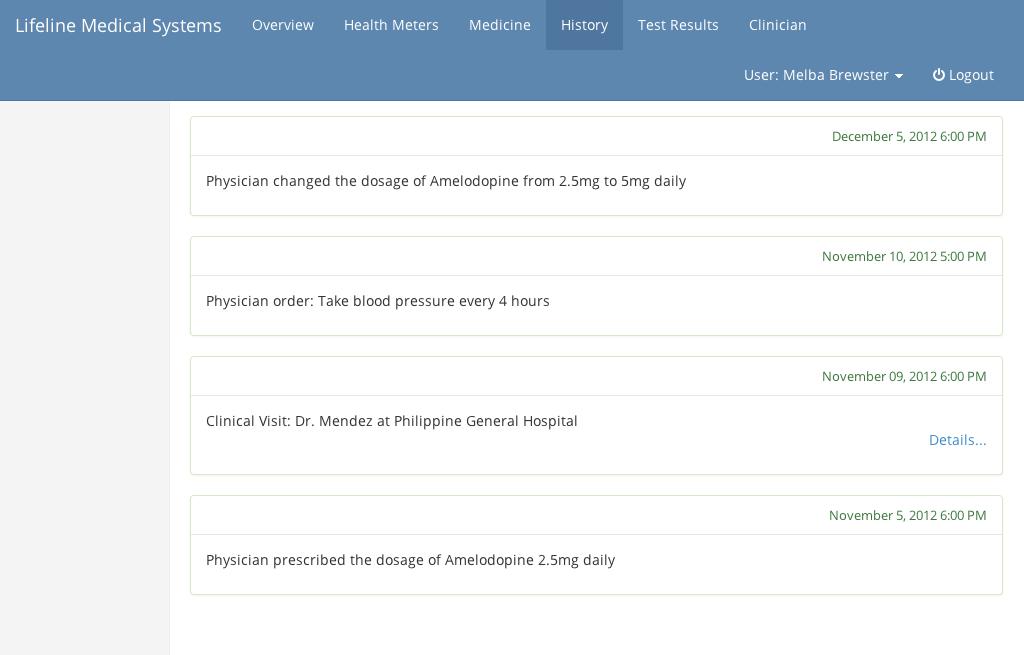 Lifeline Medical Systems Overview Health Meters Medicine History Test Results Clinician
User: Melba Brewster Logout
December 5, 2012 6:00 PM
Physician changed the dosage of Amelodopine from 2.5mg to 5mg daily
November 10, 2012 5:00 PM
Physician order: Take blood pressure every 4 hours
November 09, 2012 6:00 PM
Clinical Visit: Dr. Mendez at Philippine General Hospital
Details...
November 5, 2012 6:00 PM
Physician prescribed the dosage of Amelodopine 2.5mg daily